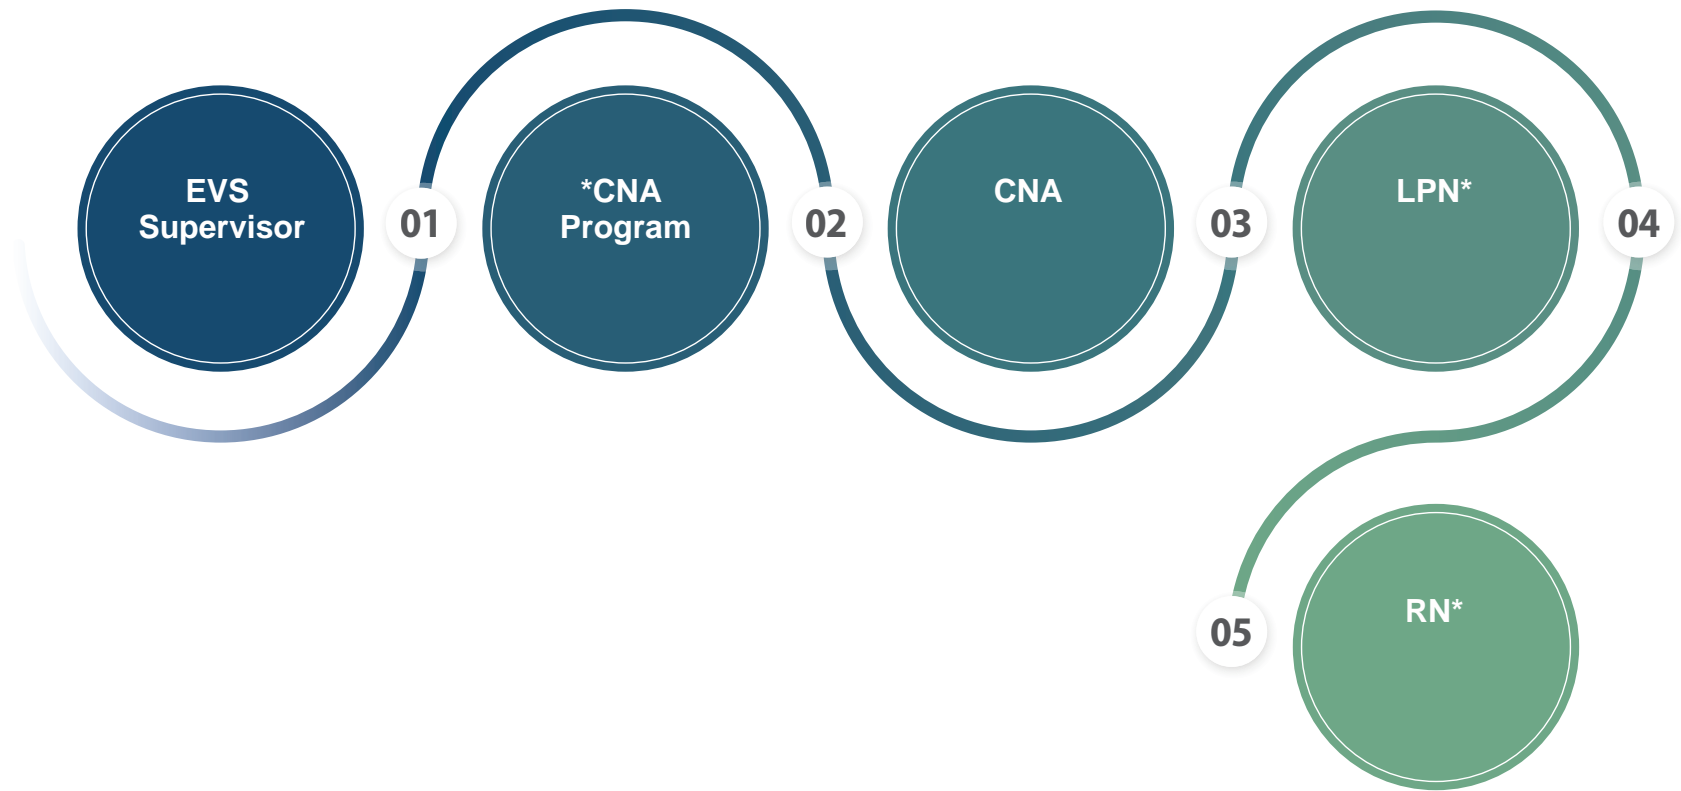 EVS
Supervisor
01
*CNA
Program
02
CNA
03
LPN*
04
05
RN*